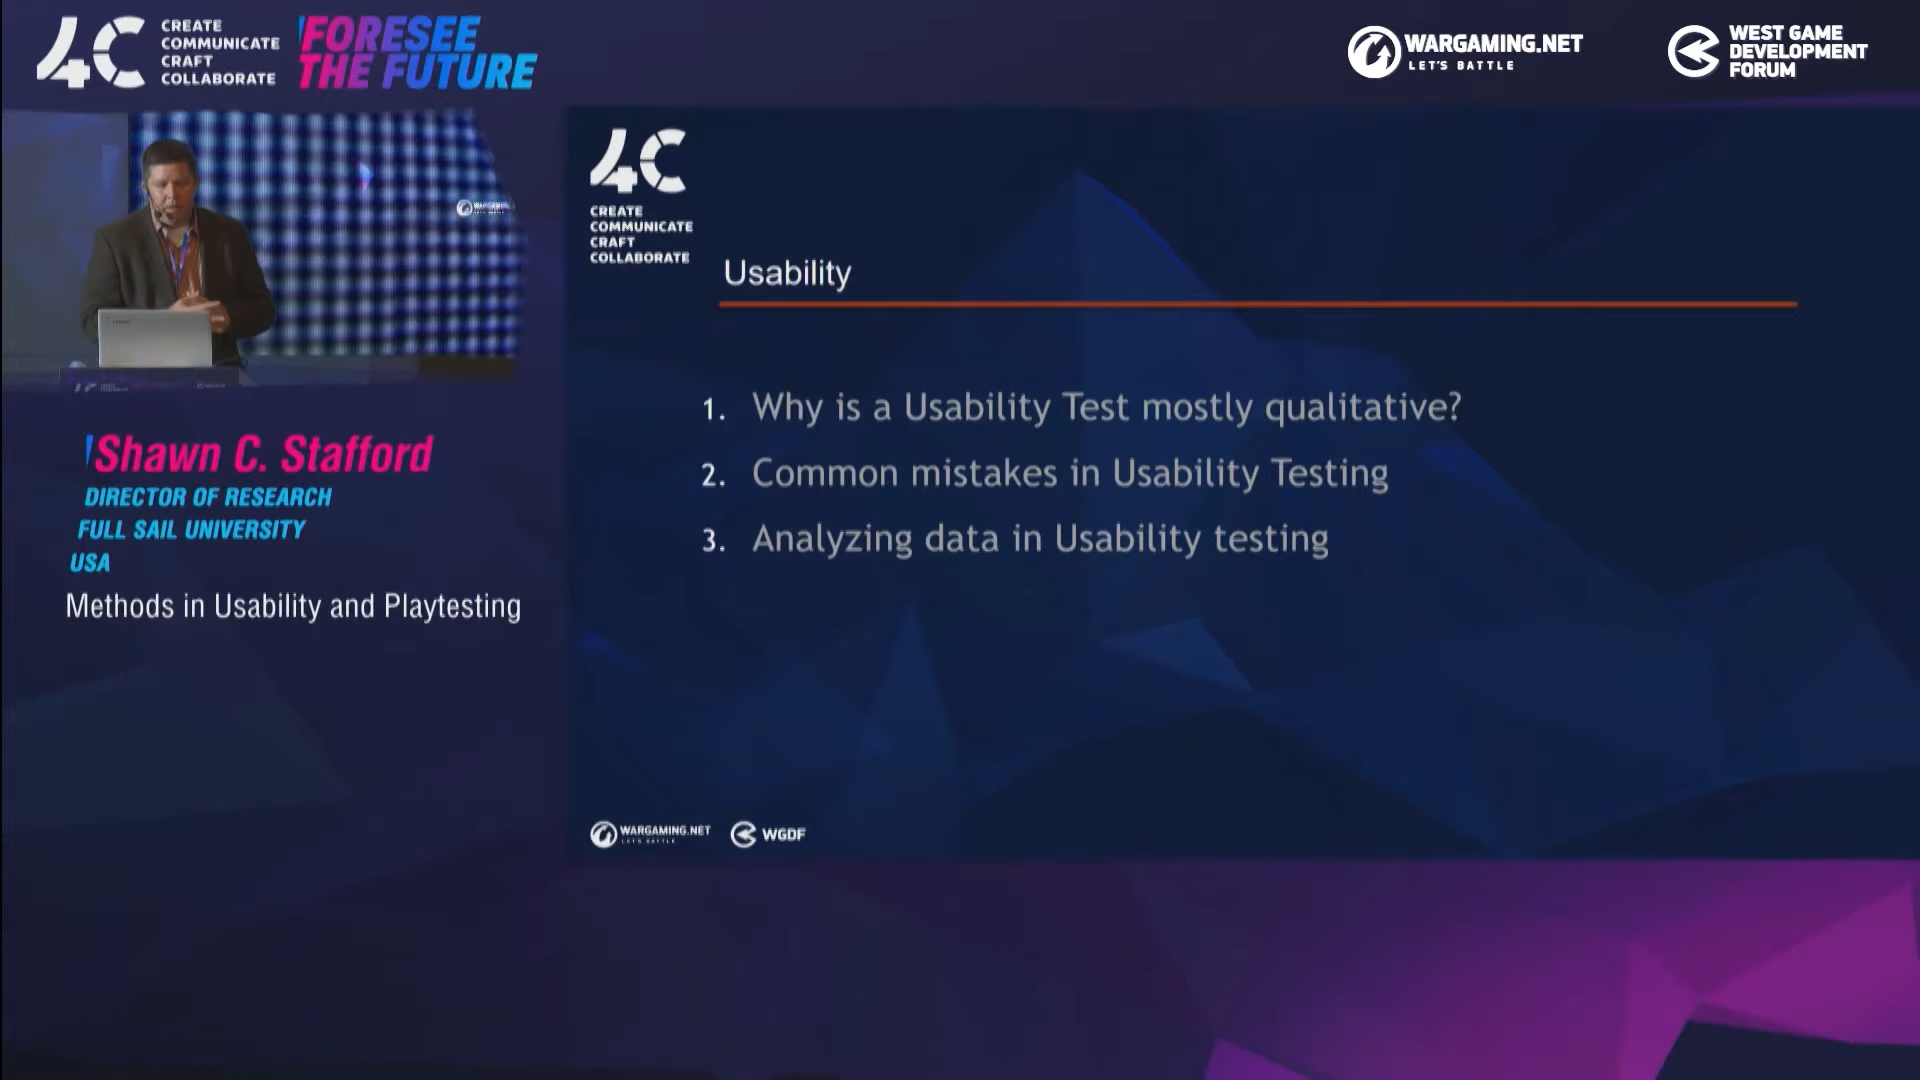 4C
CREATE
COMMUNICATE
CRAFT
COLLABORATE
FORESEE
THE FUTURE
WARGAMING.NET
LET'S BATTLE
WEST GAME
DEVELOPMENT
FORUM
WARGAMING
4C
CREATE
COMMUNICATE
CRAFT
COLLABORATE
Usability
1. Why is a Usability Test mostly qualitative?
2. Common mistakes in Usability Testing
3. Analyzing data in Usability testing
Shawn C. Stafford
DIRECTOR OF RESEARCH
FULL SAIL UNIVERSITY
USA
Methods in Usability and Playtesting
WARGAMING.NET
LET'S BATTLE
WGDF